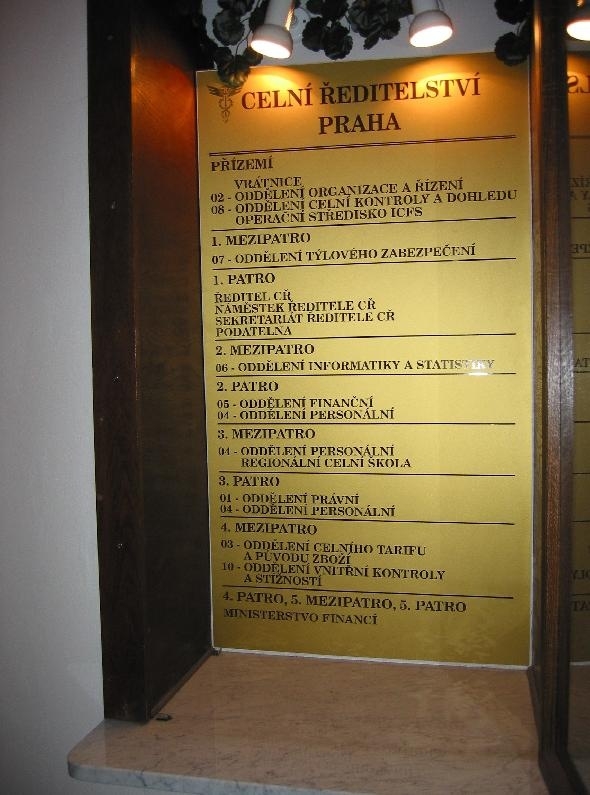 CELNÍ ŘEDITELSTVÍ
PRAHA
PŘÍZEMÍ
VRÁTNICE
02 - ODDĚLENÍ ORGANIZACE A ŘÍZENÍ
08 - ODDĚLENÍ CELNÍ KONTROLY A DOHLEDU
OPERAČNÍ STŘEDISKO ICFS
1. MEZIPATRO
07 - ODDĚLENÍ TÝLOVÉHO ZABEZPEČENÍ
1. PATRO
ŘEDITEL CŘ
NÁMĚSTEK ŘEDITELE CŘ
SEKRETARIÁT ŘEDITELE CŘ
PODATELNA
2. MEZIPATRO
06 - ODDĚLENÍ INFORMATIKY A STATISTIKY
2. PATRO
05 - ODDĚLENÍ FINANČNÍ
04 - ODDĚLENÍ PERSONÁLNÍ
3. MEZIPATRO
04 - ODDĚLENÍ PERSONÁLNÍ
REGIONÁLNÍ CELNÍ ŠKOLA
3. PATRO
01 - ODDĚLENÍ PRÁVNÍ
04 - ODDĚLENÍ PERSONÁLNÍ
4. MEZIPATRO
03 - ODDĚLENÍ CELNÍHO TARIFU
A PŮVODU ZBOŽÍ
10 - ODDĚLENÍ VNITŘNÍ KONTROLY
A STÍŽNOSTÍ
4. PATRO, 5. MEZIPATRO, 5. PATRO
MINISTERSTVO FINANCÍ